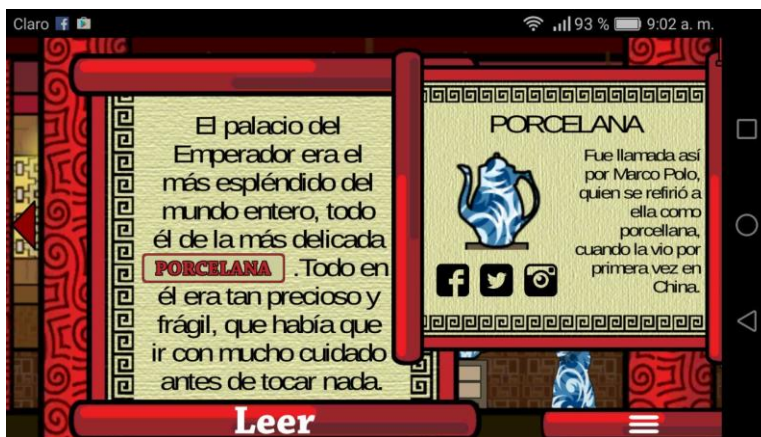 Claro
93 %
9:02 a. m.
El palacio del
Emperador era el
más espléndido del
mundo entero, todo
él de la más delicada
PORCELANA .Todo en
él era tan precioso y
frágil, que había que
ir con mucho cuidado
antes de tocar nada.
Leer
PORCELANA
Fue llamada así
por Marco Polo,
quien se refirió a
ella como
porcellana,
cuando la vio por
primera vez en
China.